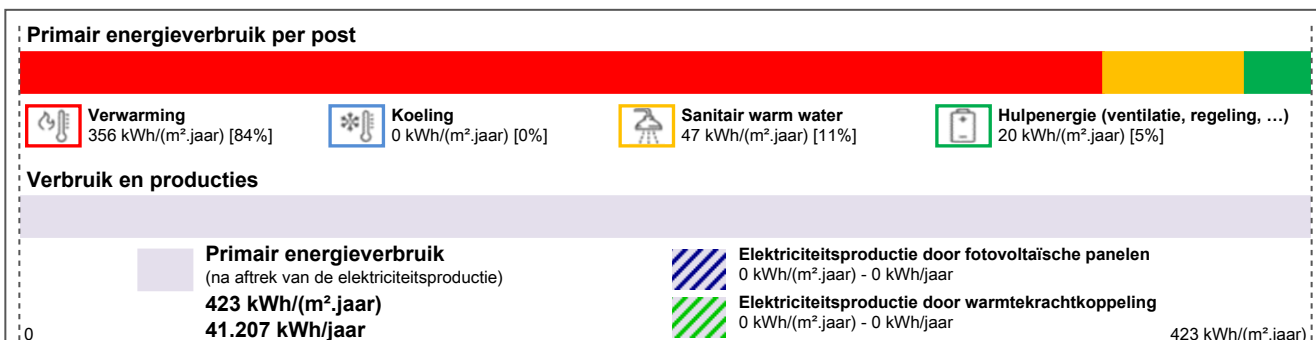 Primair energieverbruik per post
Verwarming
356 kWh/(m².jaar) [84%]
Koeling
0 kWh/(m².jaar) [0%]
Sanitair warm water
47 kWh/(m².jaar) [11%]
Hulpenergie (ventilatie, regeling, …)
20 kWh/(m².jaar) [5%]
Verbruik en producties
Primair energieverbruik
(na aftrek van de elektriciteitsproductie)
423 kWh/(m².jaar)
41.207 kWh/jaar
Elektriciteitsproductie door fotovoltaïsche panelen
0 kWh/(m².jaar) - 0 kWh/jaar
Elektriciteitsproductie door warmtekrachtkoppeling
0 kWh/(m².jaar) - 0 kWh/jaar
0
423 kWh/(m².jaar)